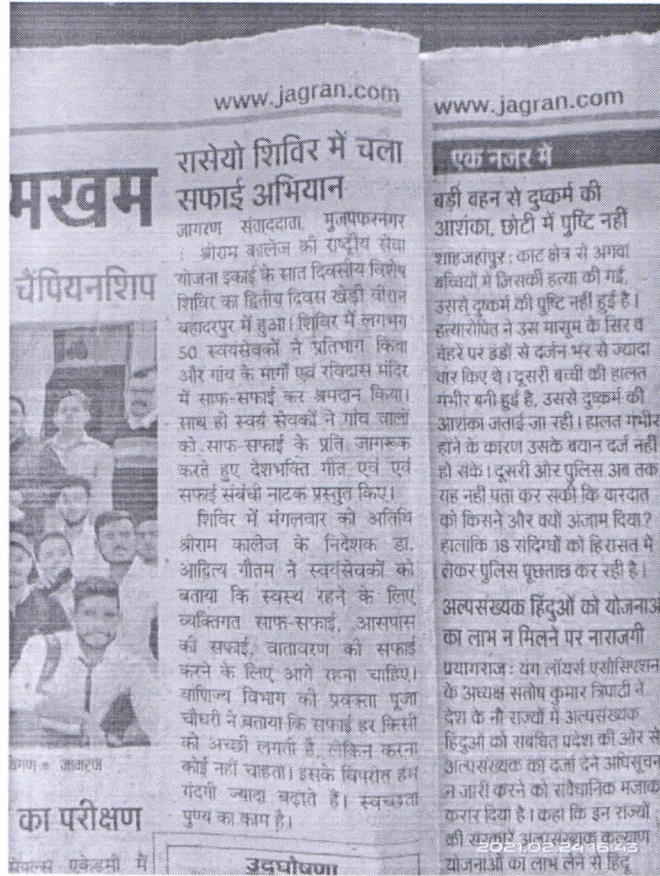 www.jagran.com
www.jagran.com
मखम
चैंपियनशिप
जागरण
का परीक्षण
एकेडमी में
रासेयो शिविर में चला
सफाई अभियान
जागरण संवाददाता, मुजफ्फरनगर
: श्रीराम कालेज की राष्ट्रीय सेवा
योजना इकाई के सात दिवसीय विशेष
शिविर का द्वितीय दिवस खेड़ी वीरान
बहादरपुर में हुआ। शिविर में लगभग
50 स्वयंसेवकों ने प्रतिभाग किया
और गांव के मार्गों एवं रविदास मंदिर
में साफ-सफाई कर श्रमदान किया।
साथ ही स्वयं सेवकों ने गांव वालों
को साफ-सफाई के प्रति जागरूक
करते हुए देशभक्ति गीत एवं एवं
सफाई संबंधी नाटक प्रस्तुत किए।
शिविर में मंगलवार को अतिथि
श्रीराम कालेज के निदेशक डा.
आदित्य गौतम ने स्वयंसेवकों को
बताया कि स्वस्थ रहने के लिए
व्यक्तिगत साफ-सफाई, आसपास
की सफाई, वातावरण की सफाई
करने के लिए आगे रहना चाहिए।
वाणिज्य विभाग की प्रवक्ता पूजा
चौधरी ने बताया कि सफाई हर किसी
को अच्छी लगती है, लेकिन करना
कोई नहीं चाहता। इसके विपरीत हम
गंदगी ज्यादा बढ़ाते हैं। स्वच्छता
पुण्य का काम है।
उद्घोषणा
एक नजर में
बड़ी बहन से दुष्कर्म की
आशंका, छोटी में पुष्टि नहीं
शाहजहांपुर : कांट क्षेत्र से अगवा
बच्चियों में जिसकी हत्या की गई,
उससे दुष्कर्म की पुष्टि नहीं हुई है।
हत्यारोपित ने उस मासूम के सिर व
चेहरे पर डंडों से दर्जन भर से ज्यादा
वार किए थे। दूसरी बच्ची की हालत
गंभीर बनी हुई है, उससे दुष्कर्म की
आशंका जताई जा रही। हालत गंभीर
होने के कारण उसके बयान दर्ज नहीं
हो सके। दूसरी ओर पुलिस अब तक
यह नहीं पता कर सकी कि वारदात
को किसने और क्यों अंजाम दिया?
हालांकि 18 संदिग्धों को हिरासत में
लेकर पुलिस पूछताछ कर रही है।
अल्पसंख्यक हिंदुओं को योजनाओं
का लाभ न मिलने पर नाराजगी
प्रयागराज : यंग लॉयर्स एसोसिएशन
के अध्यक्ष संतोष कुमार त्रिपाठी ने
देश के नौ राज्यों में अल्पसंख्यक
हिंदुओं को संबंधित प्रदेश की ओर से
अल्पसंख्यक का दर्जा देने अधिसूचना
न जारी करने को संवैधानिक मजाक
करार दिया है। कहा कि इन राज्यों
की सरकारें अल्पसंख्यक कल्याण
योजनाओं का लाभ लेने से हिंदू
2021.02.24 16:43